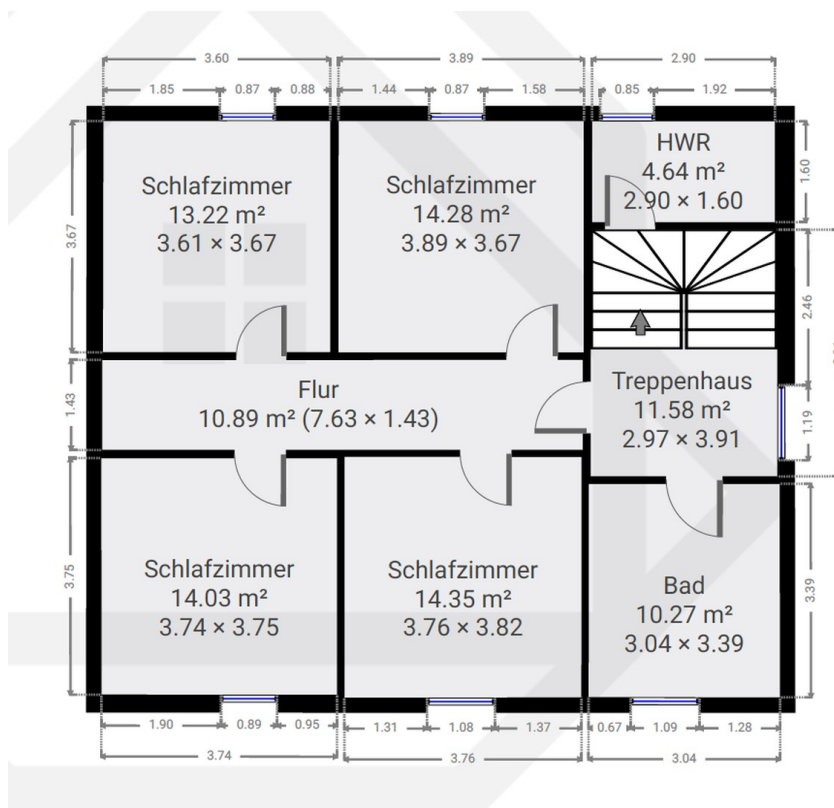 3.60
3.89
2.90
1.85
0.87
0.88
1.44
0.87
1.58
0.85
1.92
HWR
4.64 m²
2.90 × 1.60
1.60
Schlafzimmer
13.22 m²
3.61 × 3.67
Schlafzimmer
14.28 m²
3.89 × 3.67
3.67
2.46
Flur
10.89 m² (7.63 × 1.43)
1.43
Treppenhaus
11.58 m²
2.97 × 3.91
1.19
Schlafzimmer
14.03 m²
3.74 × 3.75
3.75
Schlafzimmer
14.35 m²
3.76 × 3.82
Bad
10.27 m²
3.04 × 3.39
3.39
1.90
0.89
0.95
1.31
1.08
1.37
0.67
1.09
1.28
3.74
3.76
3.04